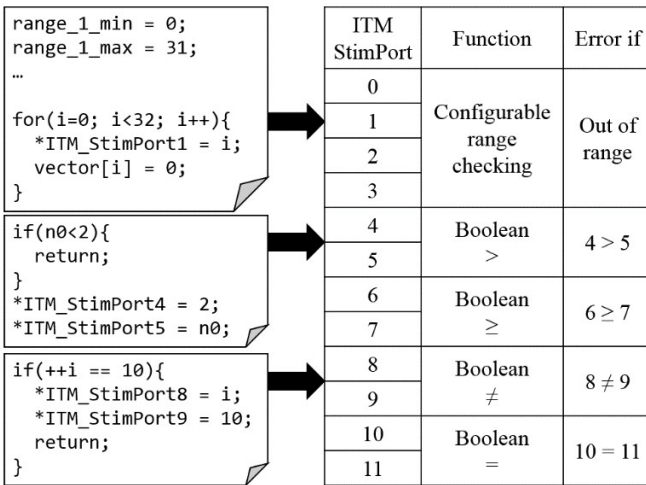 range_1_min = 0;
range_1_max = 31;
…
for(i=0; i<32; i++){
*ITM_StimPort1 = i;
vector[i] = 0;
}
if(n0<2){
return;
}
*ITM_StimPort4 = 2;
*ITM_StimPort5 = n0;
if(++i == 10){
*ITM_StimPort8 = i;
*ITM_StimPort9 = 10;
return;
}
ITM
StimPort
Function
Error if
0
1
2
3
Configurable
range
checking
Out of
range
4
5
Boolean
>
4 > 5
6
7
Boolean
≥
6 ≥ 7
8
9
Boolean
≠
8 ≠ 9
10
11
Boolean
=
10 = 11